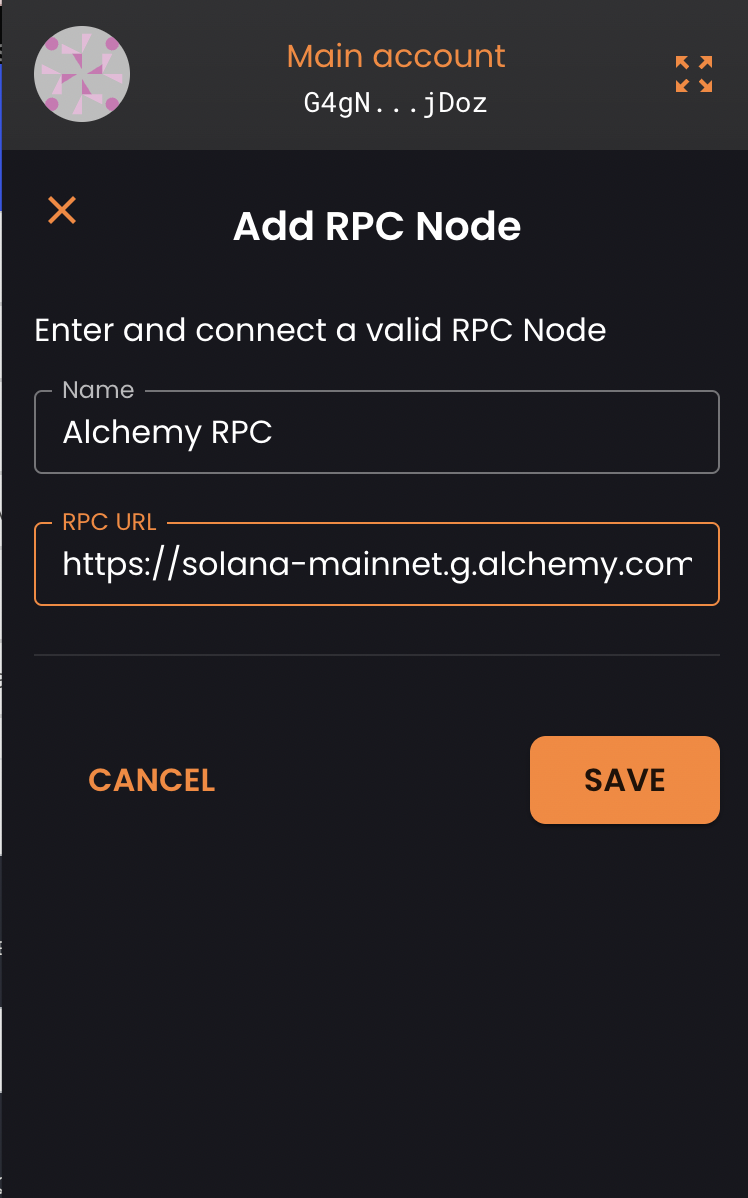 Main account
G4gN...jDoz
Add RPC Node
Enter and connect a valid RPC Node
Name
Alchemy RPC
RPC URL
https://solana-mainnet.g.alchemy.com
CANCEL
SAVE